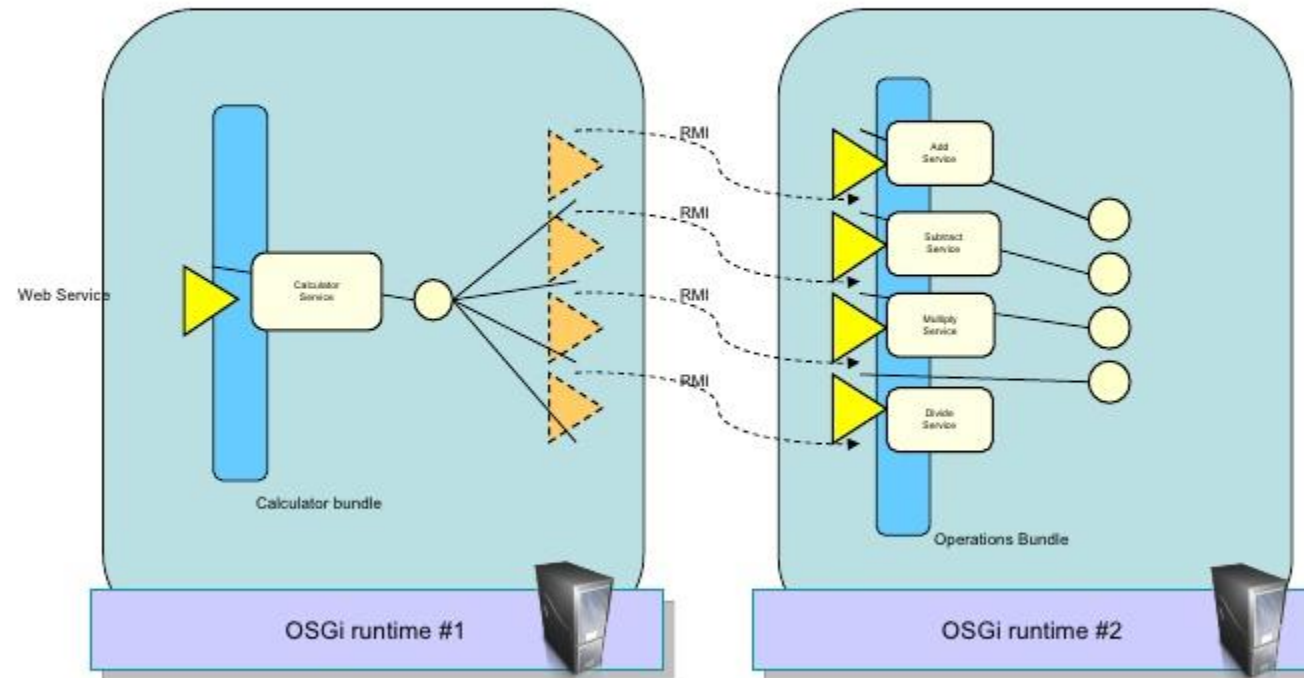 RMI
Add
Service
RMI
Subtract
Service
Web Service
Calculator
Service
RMI
Multiply
Service
RMI
Divide
Service
Calculator bundle
Operations Bundle
OSGi runtime #1
OSGi runtime #2